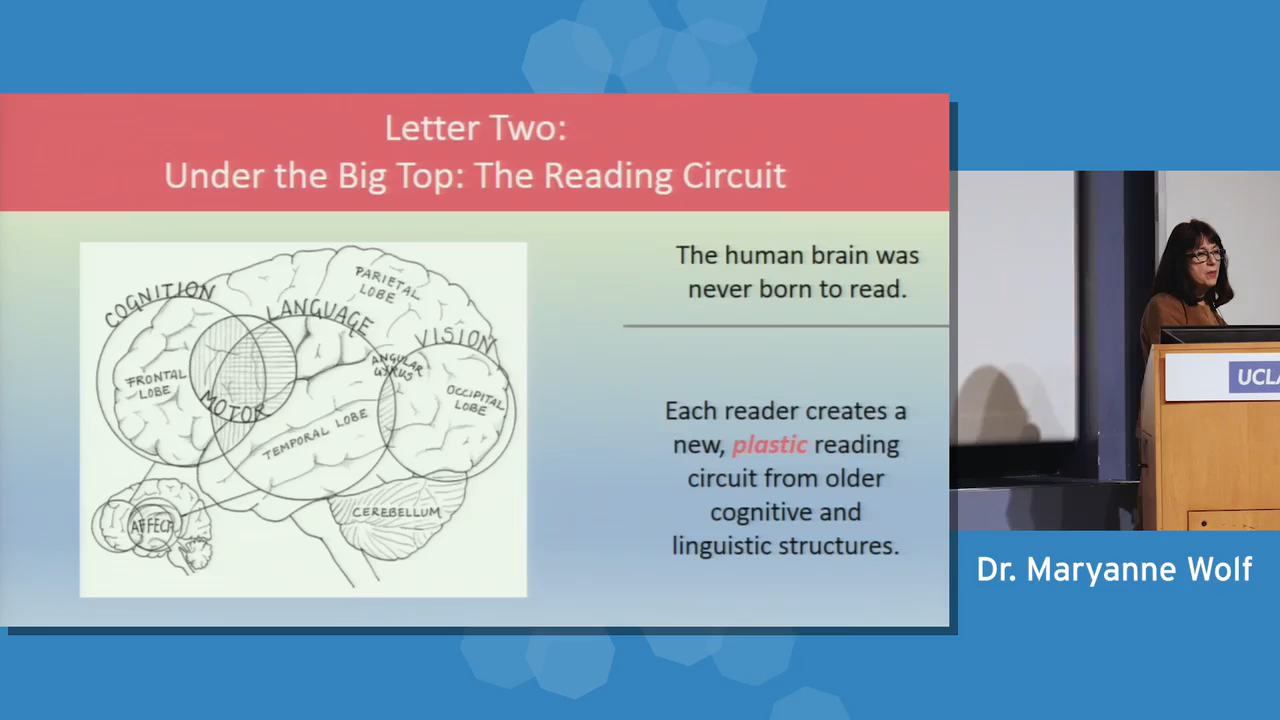 Letter Two:
Under the Big Top: The Reading Circuit
COGNITION
PARIETAL
LOBE
LANGUAGE
VISION
ANGULAR
GYRUS
FRONTAL
LOBE
OCCIPITAL
LOBE
MOTOR
TEMPORAL LOBE
CEREBELLUM
AFFECT
The human brain was
never born to read.
Each reader creates a
new, plastic reading
circuit from older
cognitive and
linguistic structures.
UCLA
Dr. Maryanne Wolf